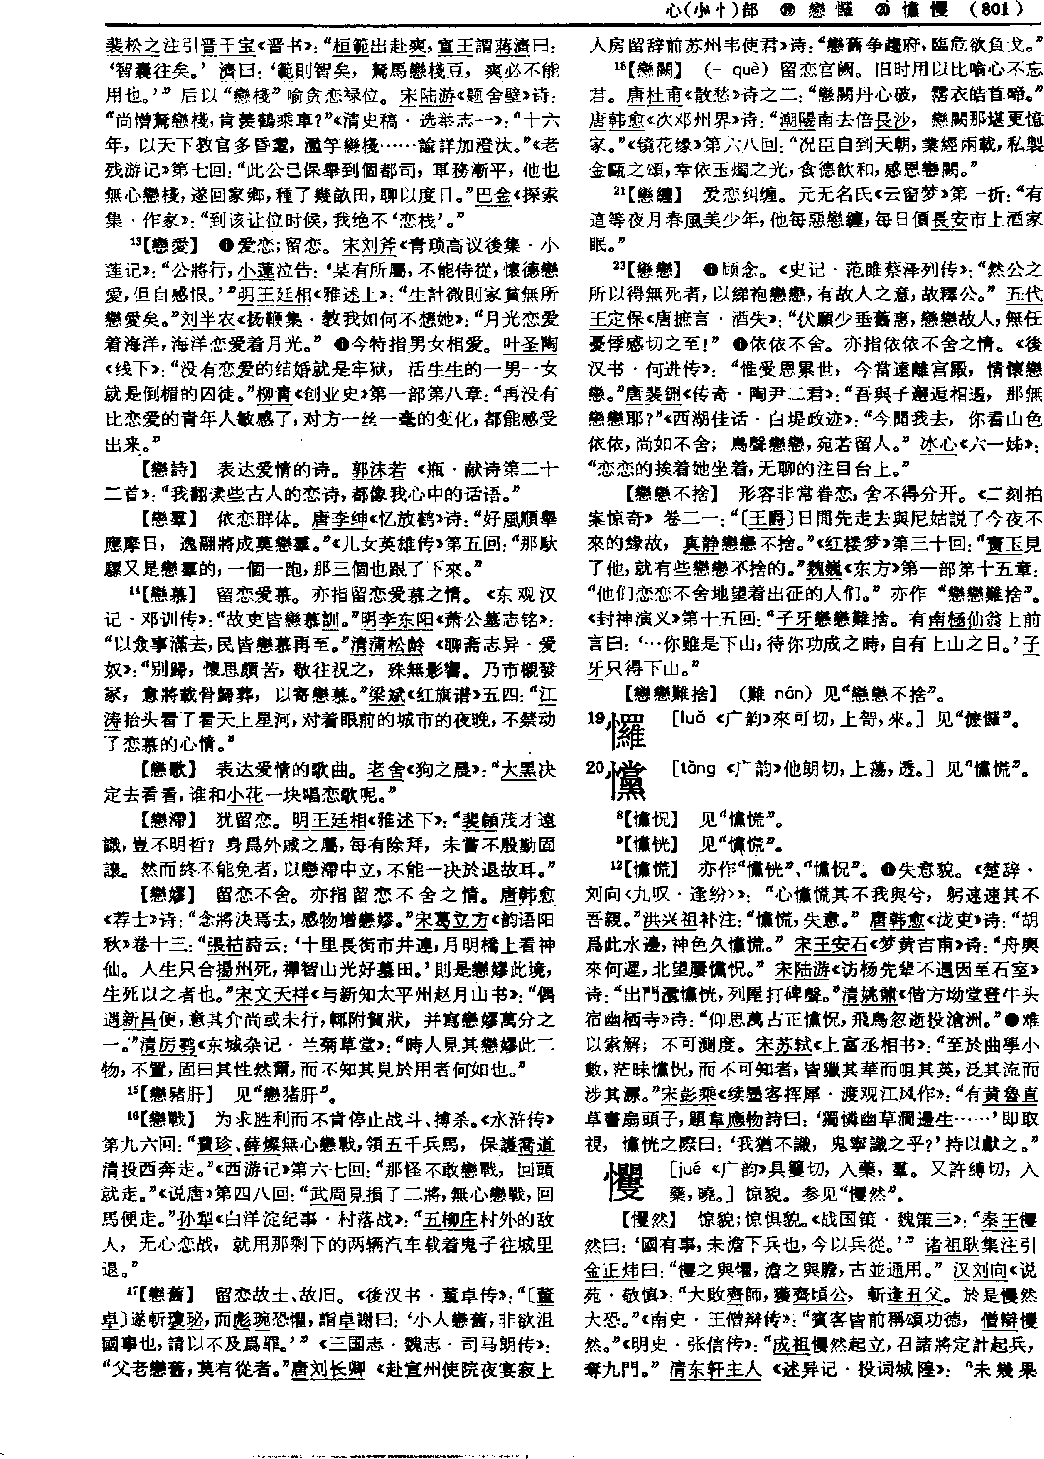 心(小忄)部 ⑲ 戀 㦬 ⑳ 戃 戄 (801)
裴松之注引晋干宝《晋书》：“桓範出赴爽，宣王謂蔣濟曰：
‘智囊往矣。’濟曰：‘範則智矣，駑馬戀棧豆，爽必不能
用也。’”后以“戀棧”喻贪恋禄位。宋陆游《题舍壁》诗：
“尚憎駑戀棧，肯羨鶴乘車？”《清史稿·选举志一》：“十六
年，以天下教官多昏耄，濫竽戀棧……諭詳加澄汰。”《老
残游记》第七回：“此公已保舉到個都司，軍務漸平，他也
無心戀棧，遂回家鄉，種了幾畝田，聊以度日。”巴金《探索
集·作家》：“到该让位时候，我绝不‘恋栈’。”
¹³【戀愛】 ❶爱恋；留恋。宋刘斧《青琐高议後集·小
莲记》：“公將行，小蓮泣告：‘某有所屬，不能侍從，懷德戀
愛，但自感恨。’”明王廷相《雅述上》：“生計微則家貧無所
戀愛矣。”刘半农《扬鞭集·教我如何不想她》：“月光恋爱
着海洋，海洋恋爱着月光。” ❷今特指男女相爱。叶圣陶
《线下》：“没有恋爱的结婚就是牢狱，活生生的一男一女
就是倒楣的囚徒。”柳青《创业史》第一部第八章：“再没有
比恋爱的青年人敏感了，对方一丝一毫的变化，都能感受
出来。”
【戀詩】 表达爱情的诗。郭沫若《瓶·献诗第二十
二首》：“我翻读些古人的恋诗，都像我心中的话语。”
【戀羣】 依恋群体。唐李绅《忆放鹤》诗：“好風順舉
應摩日，逸翮將成莫戀羣。”《儿女英雄传》第五回：“那馱
騾又是戀羣的，一個一跑，那三個也跟了下來。”
¹⁴【戀慕】 留恋爱慕。亦指留恋爱慕之情。《东观汉
记·邓训传》：“故吏皆戀慕訓。”明李东阳《萧公墓志铭》：
“以僉事滿去，民皆戀慕再至。”清蒲松龄《聊斋志异·爱
奴》：“别歸，懷思頗苦，敬往祝之，殊無影響。乃市櫬發
冢，意將載骨歸葬，以寄戀慕。”梁斌《红旗谱》五四：“江
涛抬头看了看天上星河，对着眼前的城市的夜晚，不禁动
了恋慕的心情。”
【戀歌】 表达爱情的歌曲。老舍《狗之晨》：“大黑决
定去看看，谁和小花一块唱恋歌呢。”
【戀滯】 犹留恋。明王廷相《雅述下》：“裴頠茂才遠
識，豈不明哲？身爲外戚之屬，每有除拜，未嘗不殷勤固
讓。然而終不能免者，以戀滯中立，不能一决於退故耳。”
【戀嫪】 留恋不舍。亦指留恋不舍之情。唐韩愈
《荐士》诗：“念將决焉去，感物增戀嫪。”宋葛立方《韵语阳
秋》卷十三：“張祜詩云：‘十里長街市井連，月明橋上看神
仙。人生只合揚州死，禪智山光好墓田。’則是戀嫪此境，
生死以之者也。”宋文天祥《与新知太平州赵月山书》：“偶
遇新昌便，意其介尚或未行，輒附賀狀，并寫戀嫪萬分之
一。”清厉鹗《东城杂记·兰菊草堂》：“時人見其戀嫪此二
物，不置，固曰其性然爾，而不知其見於用者何如也。”
¹⁵【戀豬肝】 见“戀猪肝”。
¹⁶【戀戰】 为求胜利而不肯停止战斗、搏杀。《水浒传》
第九六回：“費珍、薛燦無心戀戰，領五千兵馬，保護喬道
清投西奔走。”《西游记》第六七回：“那怪不敢戀戰，回頭
就走。”《说唐》第四八回：“武周見損了二將，無心戀戰，回
馬便走。”孙犁《白洋淀纪事·村落战》：“五柳庄村外的敌
人，无心恋战，就用那剩下的两辆汽车载着鬼子往城里
退。”
¹⁷【戀舊】 留恋故土、故旧。《後汉书·董卓传》：“〔董
卓〕遂斬瓊、珌，而彪、琬恐懼，詣卓謝曰：‘小人戀舊，非欲沮
國事也，請以不及爲罪。’”《三国志·魏志·司马朗传》：
“父老戀舊，莫有從者。”唐刘长卿《赴宣州使院夜宴寂上
人房留辞前苏州韦使君》诗：“戀舊争趨府，臨危欲負戈。”
¹⁸【戀闕】 (－què) 留恋宫阙。旧时用以比喻心不忘
君。唐杜甫《散愁》诗之二：“戀闕丹心破，霑衣皓首啼。”
唐韩愈《次邓州界》诗：“潮陽南去倍長沙，戀闕那堪更憶
家。”《镜花缘》第六八回：“况臣自到天朝，業經兩載，私製
金甌之頌，幸依玉燭之光，食德飲和，感恩戀闕。”
²¹【戀纏】 爱恋纠缠。元无名氏《云窗梦》第一折：“有
這等夜月春風美少年，他每惡戀纏，每日價長安市上酒家
眠。”
²³【戀戀】 ❶顾念。《史记·范雎蔡泽列传》：“然公之
所以得無死者，以綈袍戀戀，有故人之意，故釋公。”五代
王定保《唐摭言·酒失》：“伏願少垂舊惠，戀戀故人，無任
憂悸感切之至！” ❷依依不舍。亦指依依不舍之情。《後
汉书·何进传》：“惟受恩累世，今當遠離宫殿，情懷戀
戀。”唐裴铏《传奇·陶尹二君》：“吾與子邂逅相遇，那無
戀戀耶？”《西湖佳话·白堤政迹》：“今聞我去，你看山色
依依，尚如不舍；鳥聲戀戀，宛若留人。”冰心《六一姊》：
“恋恋的挨着她坐着，无聊的注目台上。”
【戀戀不捨】 形容非常眷恋，舍不得分开。《二刻拍
案惊奇》卷二一：“〔王爵〕日間先走去與尼姑説了今夜不
來的緣故，真静戀戀不捨。”《红楼梦》第三十回：“寶玉見
了他，就有些戀戀不捨的。”魏巍《东方》第一部第十五章：
“他们恋恋不舍地望着出征的人们。”亦作“戀戀難捨”。
《封神演义》第十五回：“子牙戀戀難捨。有南極仙翁上前
言曰：‘…你雖是下山，待你功成之時，自有上山之日。’子
牙只得下山。”
【戀戀難捨】 (難 nán) 见“戀戀不捨”。
19 㦬 [luǒ 《广韵》來可切，上哿，來。] 见“㦬”。
20 戃 [tǎng 《广韵》他朗切，上蕩，透。] 见“戃慌”。
⁸【戃怳】 见“戃慌”。
⁹【戃恍】 见“戃慌”。
¹²【戃慌】 亦作“戃恍”、“戃怳”。❶失意貌。《楚辞·
刘向〈九叹·逢纷〉》：“心戃慌其不我與兮，躬速速其不
吾親。”洪兴祖补注：“戃慌，失意。”唐韩愈《泷吏》诗：“胡
爲此水邊，神色久戃慌。”宋王安石《梦黄吉甫》诗：“舟輿
來何遲，北望屢戃怳。”宋陆游《访杨先辈不遇因至石室》
诗：“出門還戃恍，列屋打碑聲。”清姚鼐《偕方坳堂登牛头
宿幽栖寺》诗：“仰思萬古正戃怳，飛鳥忽逝投滄洲。”❷难
以索解；不可测度。宋苏轼《上富丞相书》：“至於曲學小
數，茫昧戃怳，而不可知者，皆獵其華而咀其英，泛其流而
涉其源。”宋彭乘《续墨客挥犀·渡观江风作》：“有黄魯直
草書扇頭子，題韋應物詩曰：‘獨憐幽草澗邊生……’即取
視，戃恍之際曰：‘我猶不識，鬼寧識之乎？’持以獻之。”
戄 [jué 《广韵》具籰切，入藥，羣。又許縛切，入
藥，曉。] 惊貌。参见“戄然”。
【戄然】 惊貌；惊惧貌。《战国策·魏策三》：“秦王戄
然曰：‘國有事，未澹下兵也，今以兵從。’”诸祖耿集注引
金正炜曰：“戄之與懼，澹之與贍，古並通用。”汉刘向《说
苑·敬慎》：“大敗齊師，獲齊頃公，斬逢丑父。於是戄然
大恐。”《南史·王僧辩传》：“賓客皆前稱頌功德，僧辯戄
然。”《明史·张信传》：“成祖戄然起立，召諸將定計起兵，
奪九門。”清东轩主人《述异记·投词城隍》：“未幾果